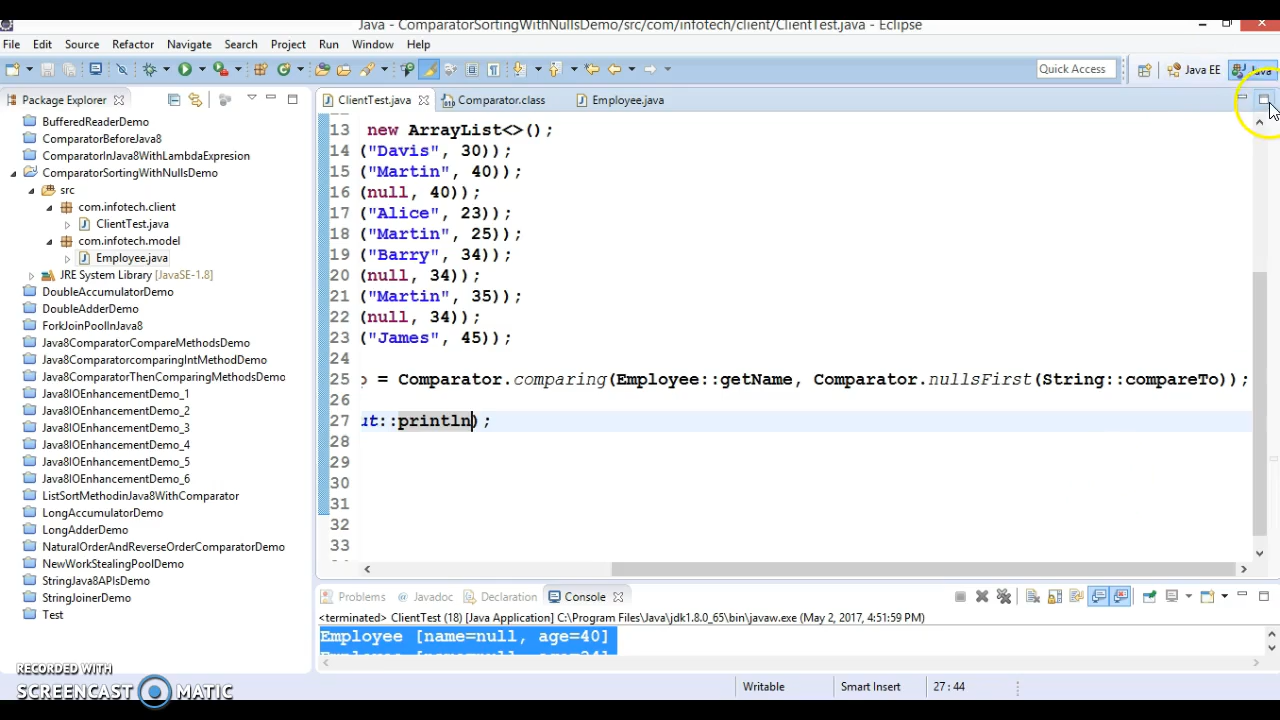 Java - ComparatorSortingWithNullsDemo/src/com/infotech/client/ClientTest.java - Eclipse
File Edit Source Refactor Navigate Search Project Run Window Help
Quick Access Java EE Java
Package Explorer
BufferedReaderDemo
ComparatorBeforeJava8
ComparatorInJava8WithLambdaExpresion
ComparatorSortingWithNullsDemo
src
com.infotech.client
ClientTest.java
com.infotech.model
Employee.java
JRE System Library [JavaSE-1.8]
DoubleAccumulatorDemo
DoubleAdderDemo
ForkJoinPoolInJava8
Java8ComparatorCompareMethodsDemo
Java8ComparatorcomparingIntMethodDemo
Java8ComparatorThenComparingMethodsDemo
Java8IOEnhancementDemo_1
Java8IOEnhancementDemo_2
Java8IOEnhancementDemo_3
Java8IOEnhancementDemo_4
Java8IOEnhancementDemo_5
Java8IOEnhancementDemo_6
ListSortMethodinJava8WithComparator
LongAccumulatorDemo
LongAdderDemo
NaturalOrderAndReverseOrderComparatorDemo
NewWorkStealingPoolDemo
StringJava8APIsDemo
StringJoinerDemo
Test
ClientTest.java Comparator.class Employee.java
13 new ArrayList<>();
14 ("Davis", 30));
15 ("Martin", 40));
16 (null, 40));
17 ("Alice", 23));
18 ("Martin", 25));
19 ("Barry", 34));
20 (null, 34));
21 ("Martin", 35));
22 (null, 34));
23 ("James", 45));
24
25 = Comparator.comparing(Employee::getName, Comparator.nullsFirst(String::compareTo));
26
27 ut::println);
28
29
30
31
32
33
Problems Javadoc Declaration Console
<terminated> ClientTest (18) [Java Application] C:\Program Files\Java\jdk1.8.0_65\bin\javaw.exe (May 2, 2017, 4:51:59 PM)
Employee [name=null, age=40]
Employee [name=null, age=34]
Writable Smart Insert 27 : 44
RECORDED WITH
SCREENCAST MATIC